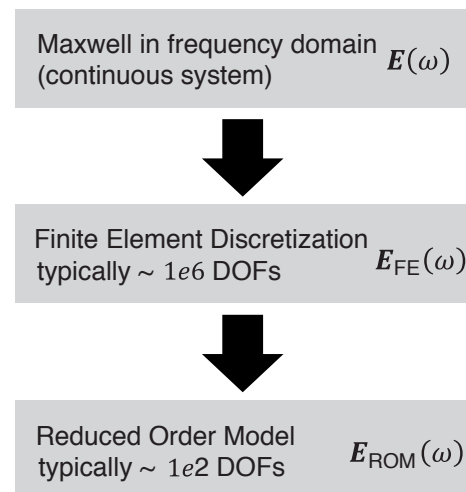 Maxwell in frequency domain E(ω)
(continuous system)
Finite Element Discretization E_FE(ω)
typically ~ 1e6 DOFs
Reduced Order Model E_ROM(ω)
typically ~ 1e2 DOFs